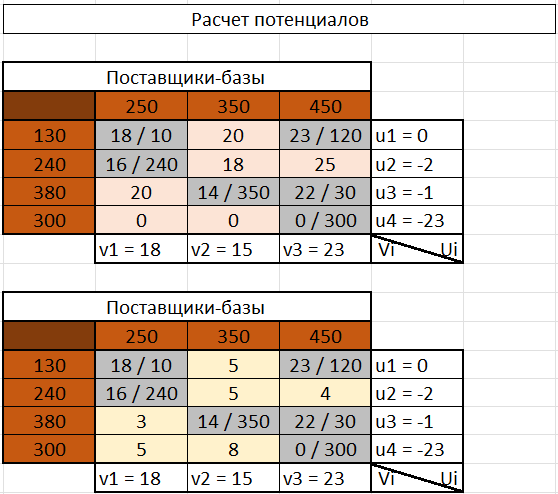 Расчет потенциалов
Поставщики-базы
250 350 450
130 18 / 10 20 23 / 120 u1 = 0
240 16 / 240 18 25 u2 = -2
380 20 14 / 350 22 / 30 u3 = -1
300 0 0 0 / 300 u4 = -23
v1 = 18 v2 = 15 v3 = 23 Vi Ui
Поставщики-базы
250 350 450
130 18 / 10 5 23 / 120 u1 = 0
240 16 / 240 5 4 u2 = -2
380 3 14 / 350 22 / 30 u3 = -1
300 5 8 0 / 300 u4 = -23
v1 = 18 v2 = 15 v3 = 23 Vi Ui